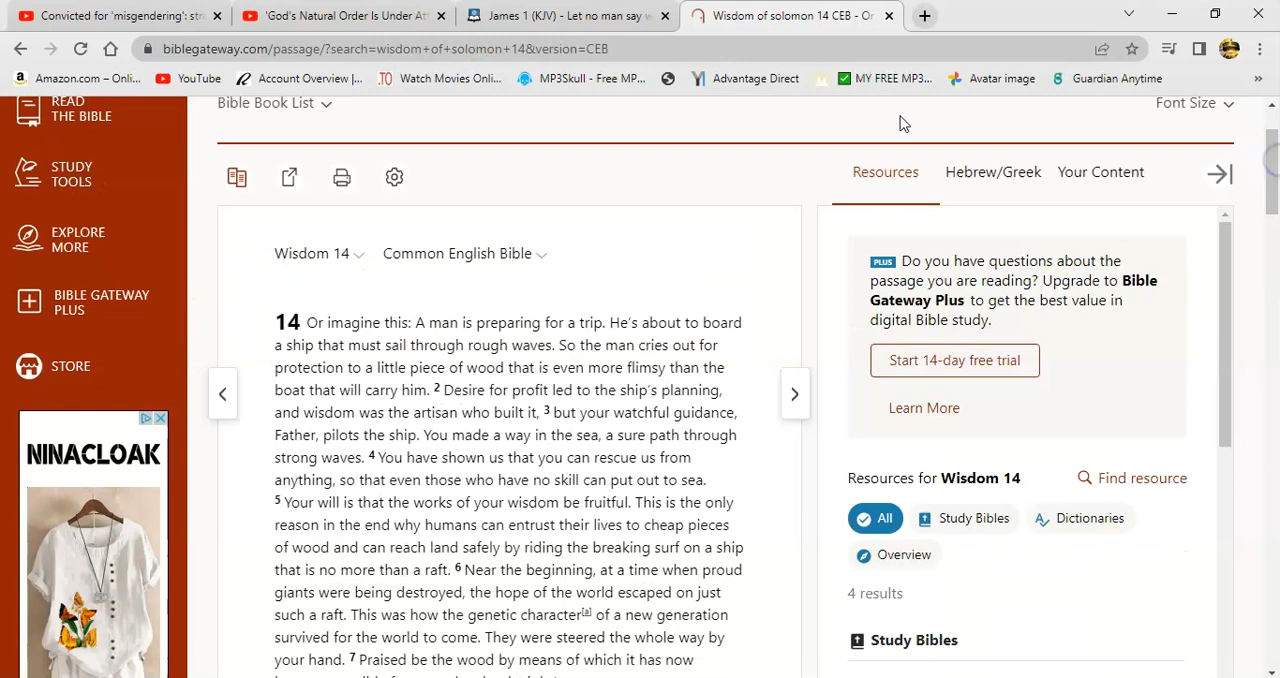 Convicted for 'misgendering': str
'God's Natural Order Is Under At
James 1 (KJV) - Let no man say w
Wisdom of solomon 14 CEB - Or
biblegateway.com/passage/?search=wisdom+of+solomon+14&version=CEB
Amazon.com – Onli...
YouTube
Account Overview |...
.TO Watch Movies Onl...
MP3Skull - Free MP...
Advantage Direct
MY FREE MP3...
Avatar image
Guardian Anytime
»
READ
THE BIBLE
STUDY
TOOLS
EXPLORE
MORE
BIBLE GATEWAY
PLUS
STORE
NINACLOAK
Bible Book List
Font Size
Resources
Hebrew/Greek
Your Content
Wisdom 14
Common English Bible
14 Or imagine this: A man is preparing for a trip. He's about to board
a ship that must sail through rough waves. So the man cries out for
protection to a little piece of wood that is even more flimsy than the
boat that will carry him. 2 Desire for profit led to the ship's planning,
and wisdom was the artisan who built it, 3 but your watchful guidance,
Father, pilots the ship. You made a way in the sea, a sure path through
strong waves. 4 You have shown us that you can rescue us from
anything, so that even those who have no skill can put out to sea.
5 Your will is that the works of your wisdom be fruitful. This is the only
reason in the end why humans can entrust their lives to cheap pieces
of wood and can reach land safely by riding the breaking surf on a ship
that is no more than a raft. 6 Near the beginning, at a time when proud
giants were being destroyed, the hope of the world escaped on just
such a raft. This was how the genetic character[a] of a new generation
survived for the world to come. They were steered the whole way by
your hand. 7 Praised be the wood by means of which it has now
PLUS Do you have questions about the
passage you are reading? Upgrade to Bible
Gateway Plus to get the best value in
digital Bible study.
Start 14-day free trial
Learn More
Resources for Wisdom 14
Find resource
All
Study Bibles
Dictionaries
Overview
4 results
Study Bibles